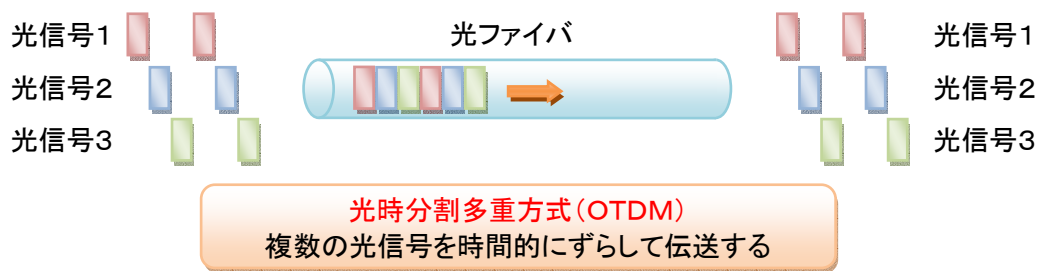 光信号1
光信号2
光信号3
光ファイバ
光信号1
光信号2
光信号3
光時分割多重方式（OTDM）
複数の光信号を時間的にずらして伝送する